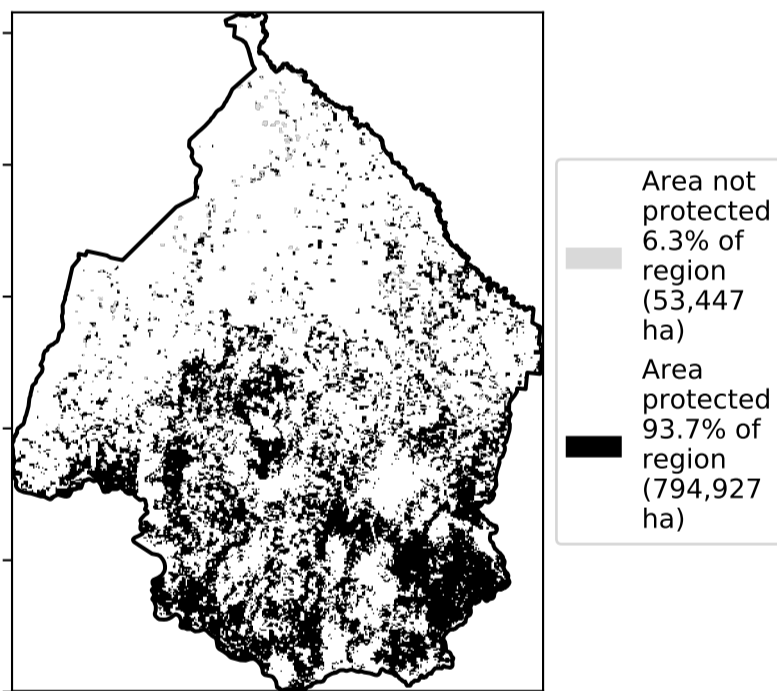 Area not
protected
6.3% of
region
(53,447
ha)
Area
protected
93.7% of
region
(794,927
ha)